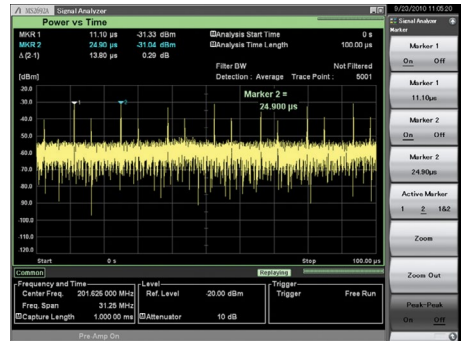 MS2692A Signal Analyzer
9/23/2010 11:05:20
Power vs Time
MKR 1 11.10 µs -31.33 dBm
MKR 2 24.90 µs -31.04 dBm
Δ (2-1) 13.80 µs 0.29 dB
Analysis Start Time 0 s
Analysis Time Length 100.00 µs
Filter BW Not Filtered
Detection : Average Trace Point : 5001
[dBm]
Marker 2 =
24.900 µs
1
2
20.0
30.0
40.0
50.0
60.0
70.0
80.0
90.0
-100.0
-110.0
-120.0
Start 0 s Stop 100.00 µs
Common
Replaying
Frequency and Time
Center Freq. 201.625 000 MHz
Freq. Span 31.25 MHz
Capture Length 1.000 00 ms
Level
Ref. Level -20.00 dBm
Attenuator 10 dB
Trigger
Trigger Free Run
Pre-Amp On
Signal Analyzer
Marker
Marker 1
On Off
Marker 1
11.10µs
Marker 2
On Off
Marker 2
24.90µs
Active Marker
1 2 1&2
Zoom
Zoom Out
Peak-Peak
On Off